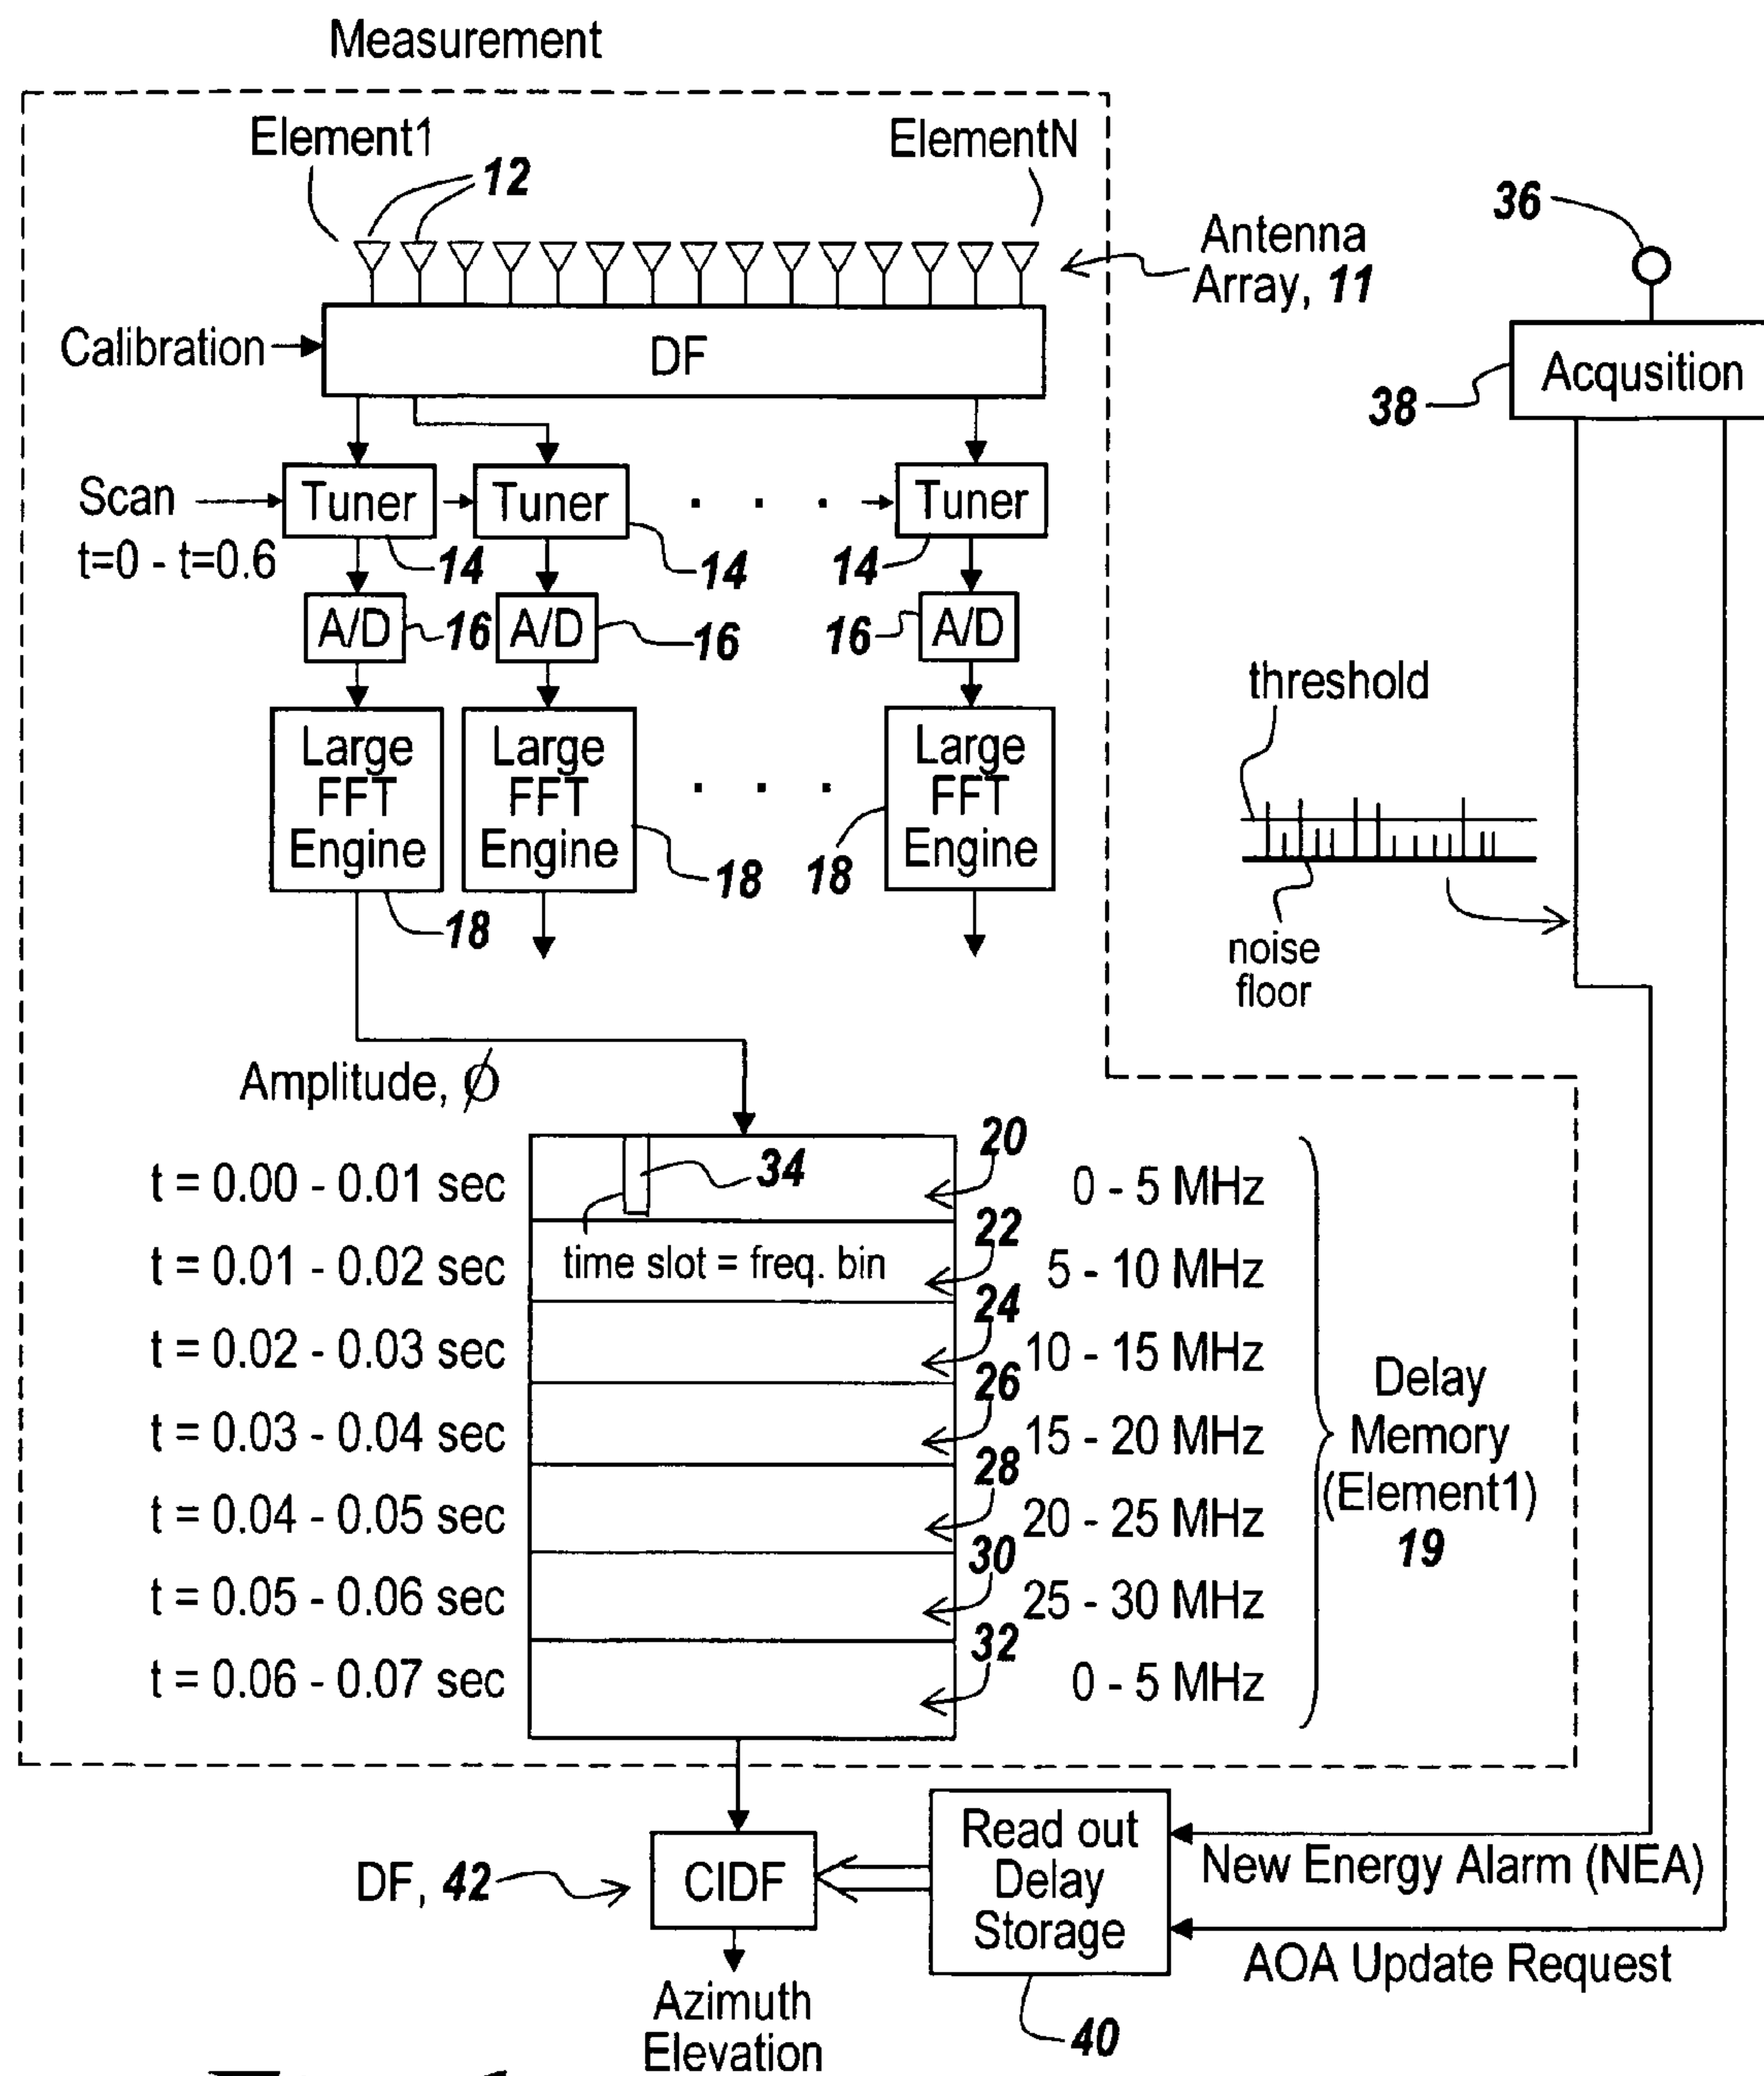 Measurement
Element1
12
ElementN
Antenna
Array, 11
36
Calibration
DF
Acqusition
38
Scan
t=0 - t=0.6
Tuner
Tuner
. . .
Tuner
14
14
14
A/D
16
A/D
16
16
A/D
threshold
Large
FFT
Engine
Large
FFT
Engine
. . .
Large
FFT
Engine
18
18
18
noise
floor
Amplitude, ϕ
t = 0.00 - 0.01 sec
34
20
0 - 5 MHz
t = 0.01 - 0.02 sec
time slot = freq. bin
22
5 - 10 MHz
t = 0.02 - 0.03 sec
24
10 - 15 MHz
t = 0.03 - 0.04 sec
26
15 - 20 MHz
t = 0.04 - 0.05 sec
28
20 - 25 MHz
t = 0.05 - 0.06 sec
30
25 - 30 MHz
t = 0.06 - 0.07 sec
32
0 - 5 MHz
Delay
Memory
(Element1)
19
DF, 42
CIDF
Read out
Delay
Storage
New Energy Alarm (NEA)
AOA Update Request
Azimuth
Elevation
40